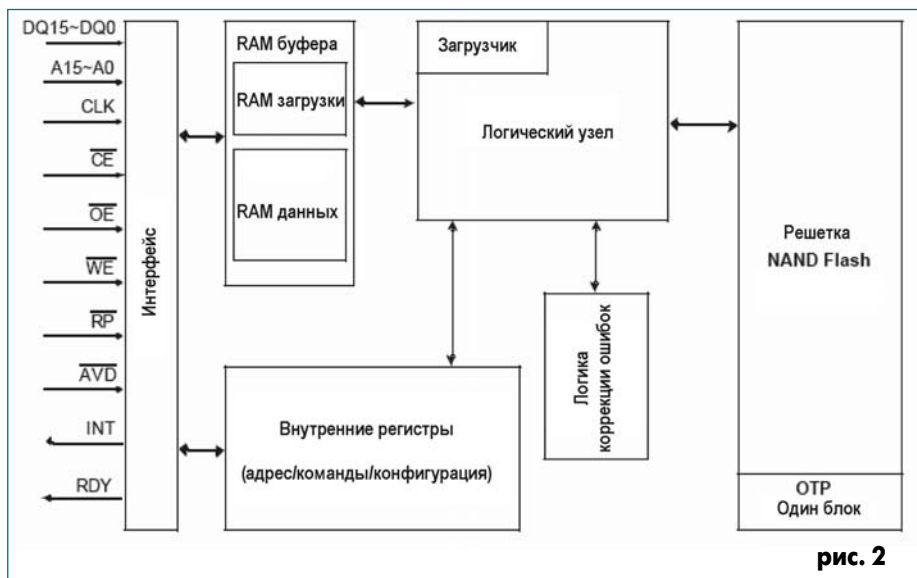 DQ15~DQ0
A15~A0
CLK
CE
OE
WE
RP
AVD
INT
RDY
Интерфейс
RAM буфера
RAM загрузки
RAM данных
Загрузчик
Логический узел
Внутренние регистры
(адрес/команды/конфигурация)
Логика
коррекции ошибок
Решетка
NAND Flash
OTP
Один блок
рис. 2